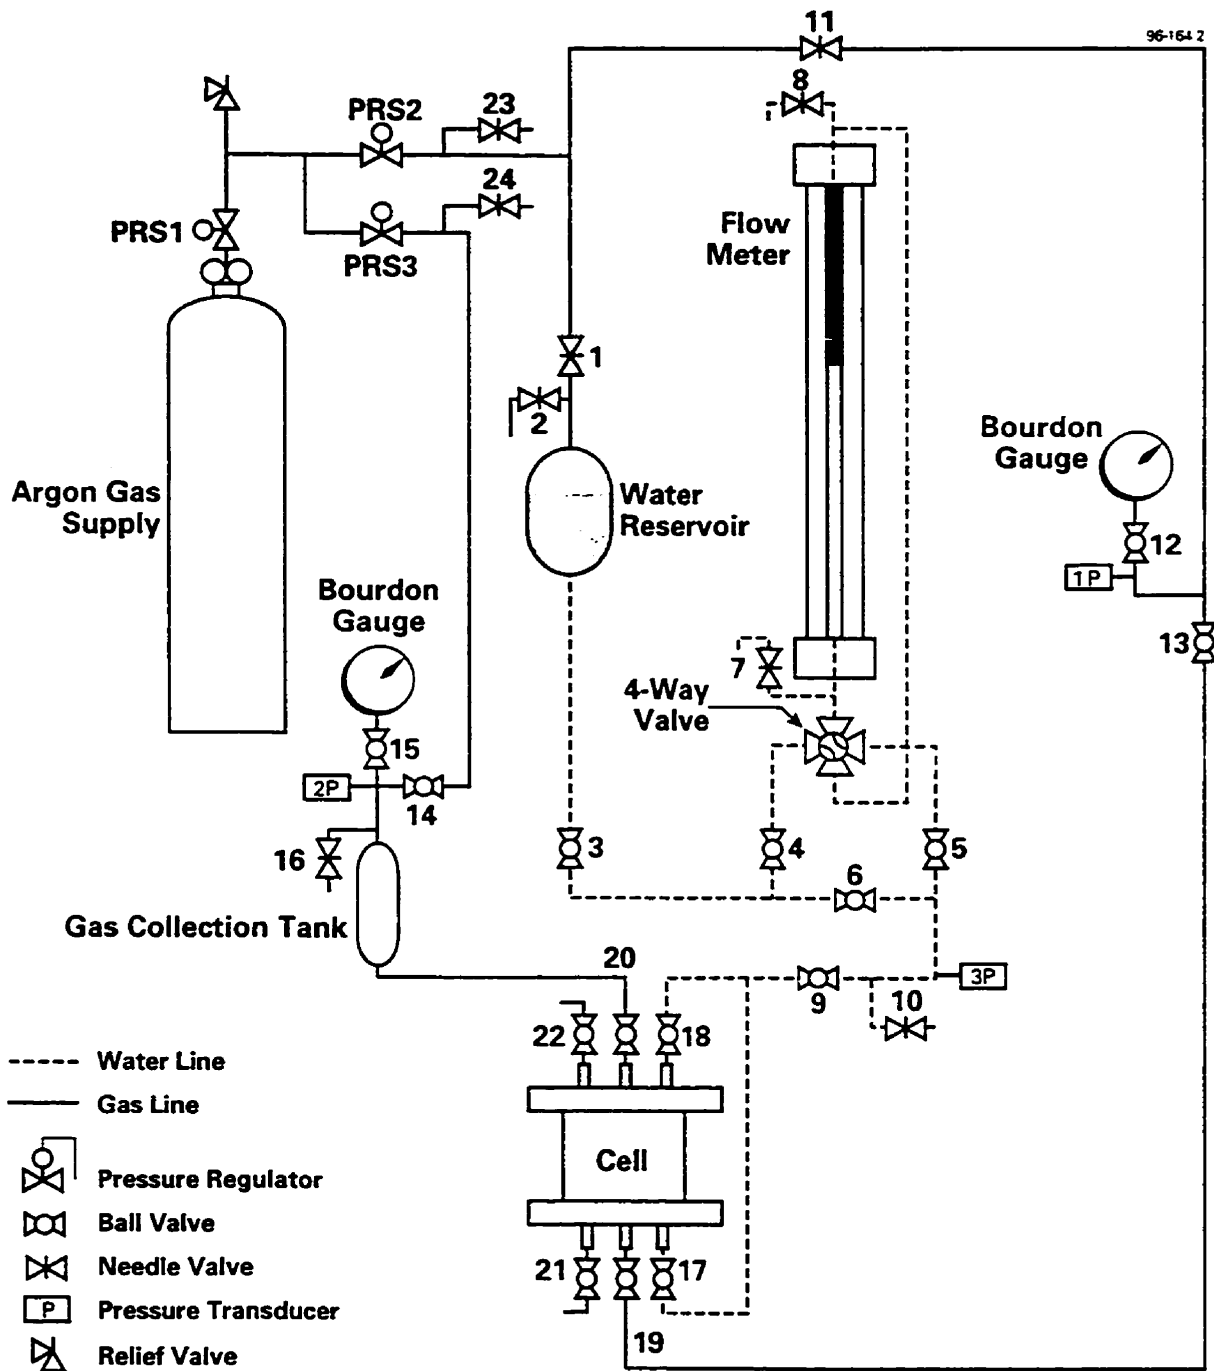 11
96-164 2
8
PRS2
23
24
PRS1
PRS3
Flow
Meter
1
2
Bourdon
Gauge
Argon Gas
Supply
Water
Reservoir
12
1P
Bourdon
Gauge
13
7
4-Way
Valve
15
2P
14
3
4
5
16
6
Gas Collection Tank
20
3P
9
10
22
18
Water Line
Gas Line
Cell
Pressure Regulator
Ball Valve
21
17
Needle Valve
P
Pressure Transducer
19
Relief Valve